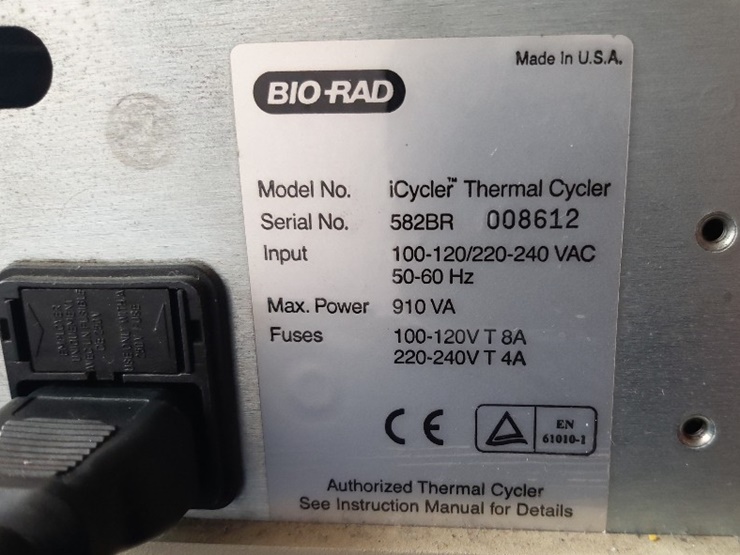 Made in U.S.A.
BIO-RAD
Model No. iCycler™ Thermal Cycler
Serial No. 582BR 008612
Input 100-120/220-240 VAC
50-60 Hz
Max. Power 910 VA
Fuses 100-120V T 8A
220-240V T 4A
CE EN
61010-1
Authorized Thermal Cycler
See Instruction Manual for Details